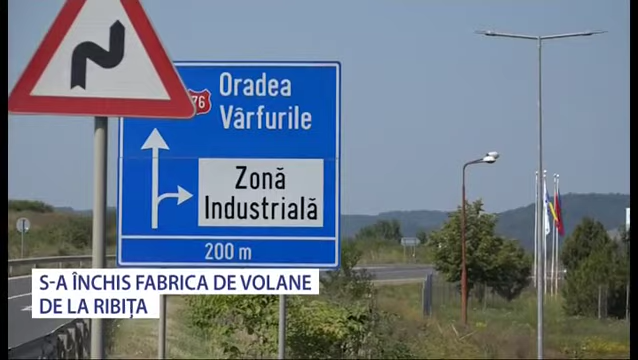 76
Oradea
Vârfurile
Zonă
Industrială
200 m
S-A ÎNCHIS FABRICA DE VOLANE
DE LA RIBIȚA